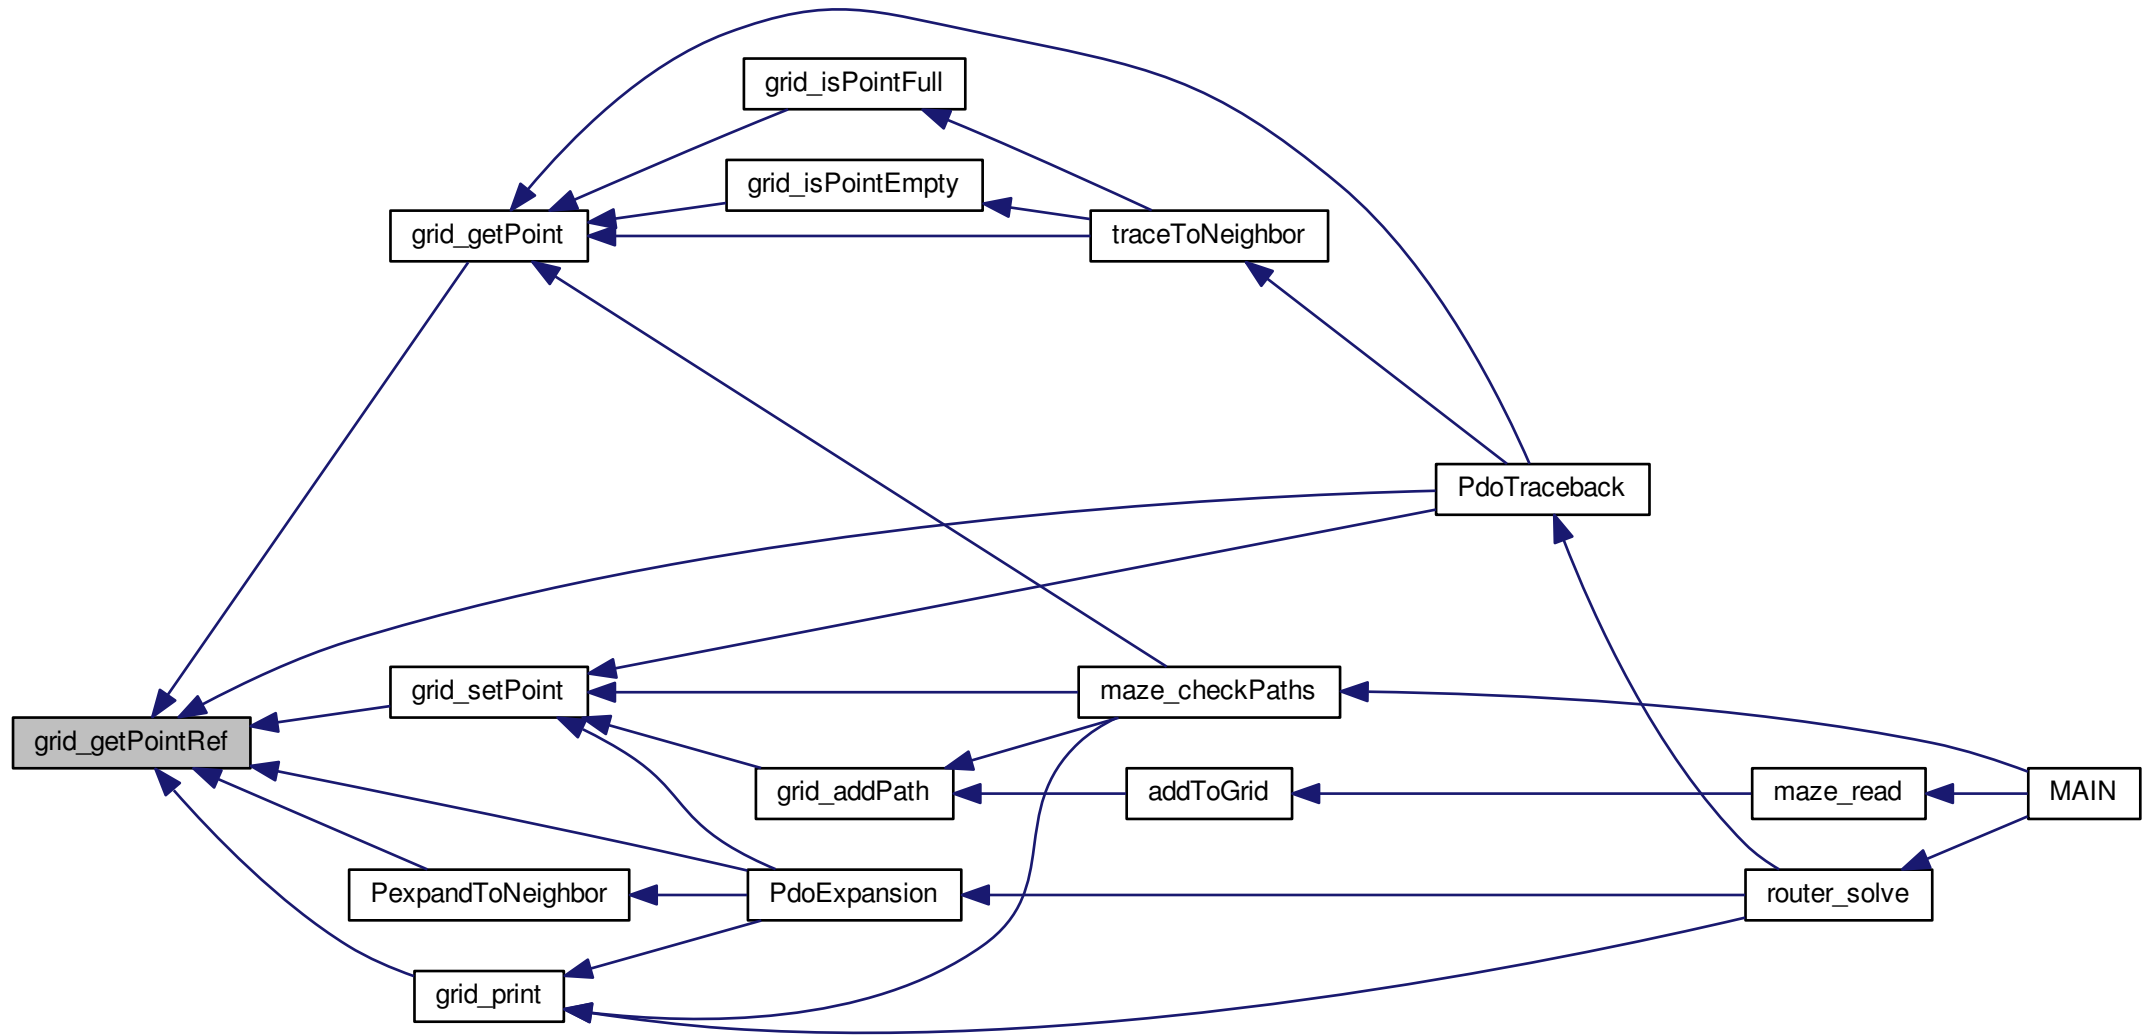 grid_isPointFull
grid_isPointEmpty
grid_getPoint
traceToNeighbor
PdoTraceback
grid_setPoint
maze_checkPaths
grid_getPointRef
grid_addPath
addToGrid
maze_read
MAIN
PexpandToNeighbor
PdoExpansion
router_solve
grid_print